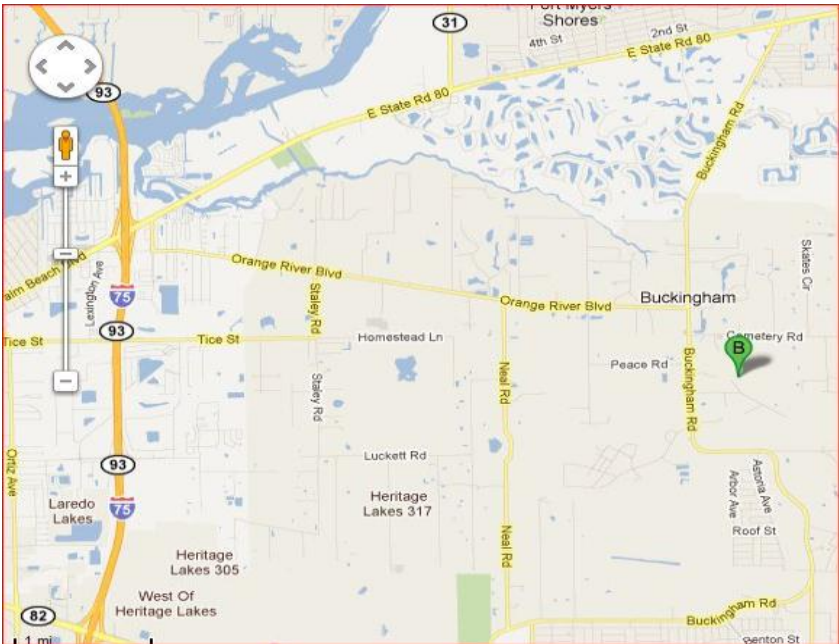 Fort Myers
Shores
31
2nd St
4th St
E State Rd 80
93
E State Rd 80
Buckingham Rd
Skates Cir
alm Beach Blvd
Lexington Ave
Orange River Blvd
75
Staley Rd
Orange River Blvd
Buckingham
93
Tice St
Tice St
Homestead Ln
Cemetery Rd
B
Neal Rd
Peace Rd
Buckingham Rd
Staley Rd
Ortiz Ave
93
Luckett Rd
75
Laredo
Lakes
Heritage
Lakes 317
Astoria Ave
Arbor Ave
Roof St
Neal Rd
Heritage
Lakes 305
West Of
Heritage Lakes
82
Buckingham Rd
1 mi
Benton St